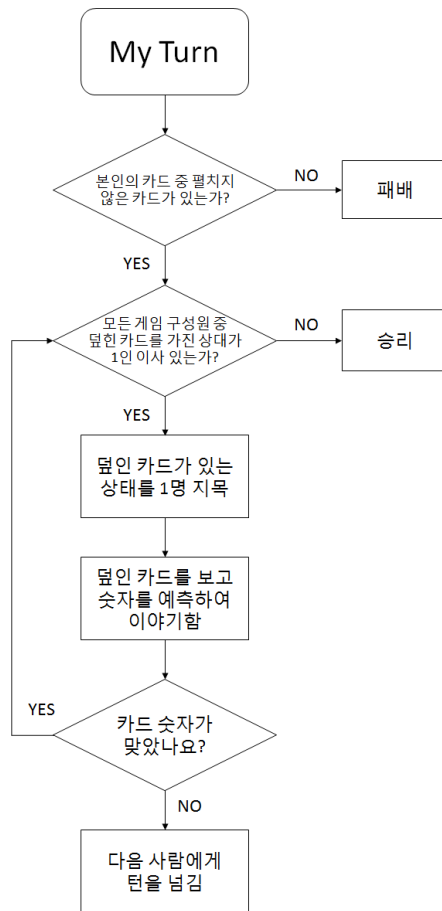 My Turn
본인의 카드 중 펼치지
않은 카드가 있는가?
NO
패배
YES
모든 게임 구성원 중
덮힌 카드를 가진 상대가
1인 이사 있는가?
NO
승리
YES
덮인 카드가 있는
상태를 1명 지목
덮인 카드를 보고
숫자를 예측하여
이야기함
YES
카드 숫자가
맞았나요?
NO
다음 사람에게
턴을 넘김